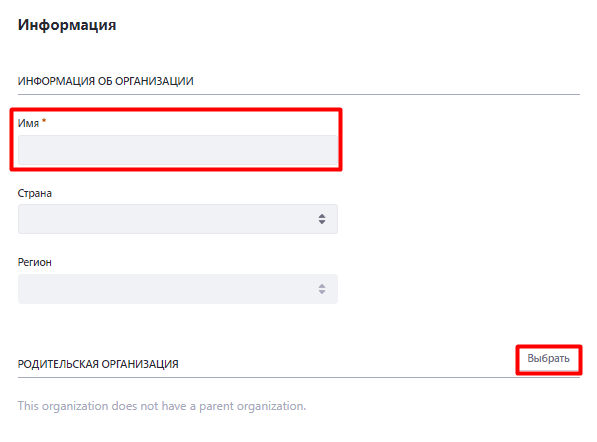 Информация
ИНФОРМАЦИЯ ОБ ОРГАНИЗАЦИИ
Имя *
Страна
Регион
Выбрать
РОДИТЕЛЬСКАЯ ОРГАНИЗАЦИЯ
This organization does not have a parent organization.